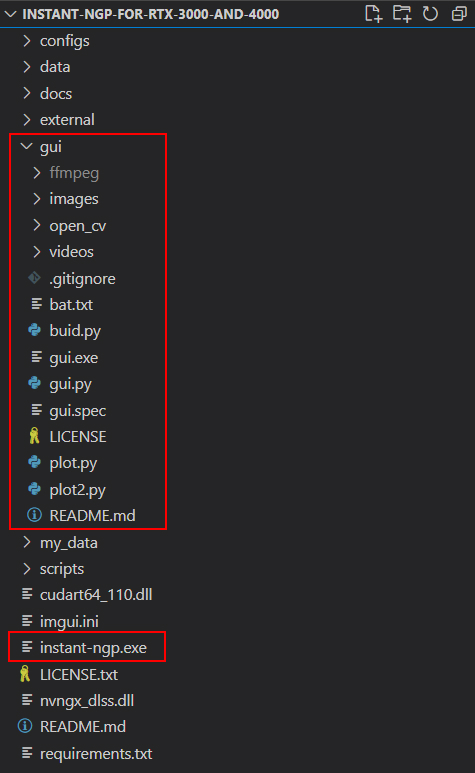 INSTANT-NGP-FOR-RTX-3000-AND-4000
configs
data
docs
external
gui
ffmpeg
images
open_cv
videos
.gitignore
bat.txt
buid.py
gui.exe
gui.py
gui.spec
LICENSE
plot.py
plot2.py
README.md
my_data
scripts
cudart64_110.dll
imgui.ini
instant-ngp.exe
LICENSE.txt
nvngx_dlss.dll
README.md
requirements.txt